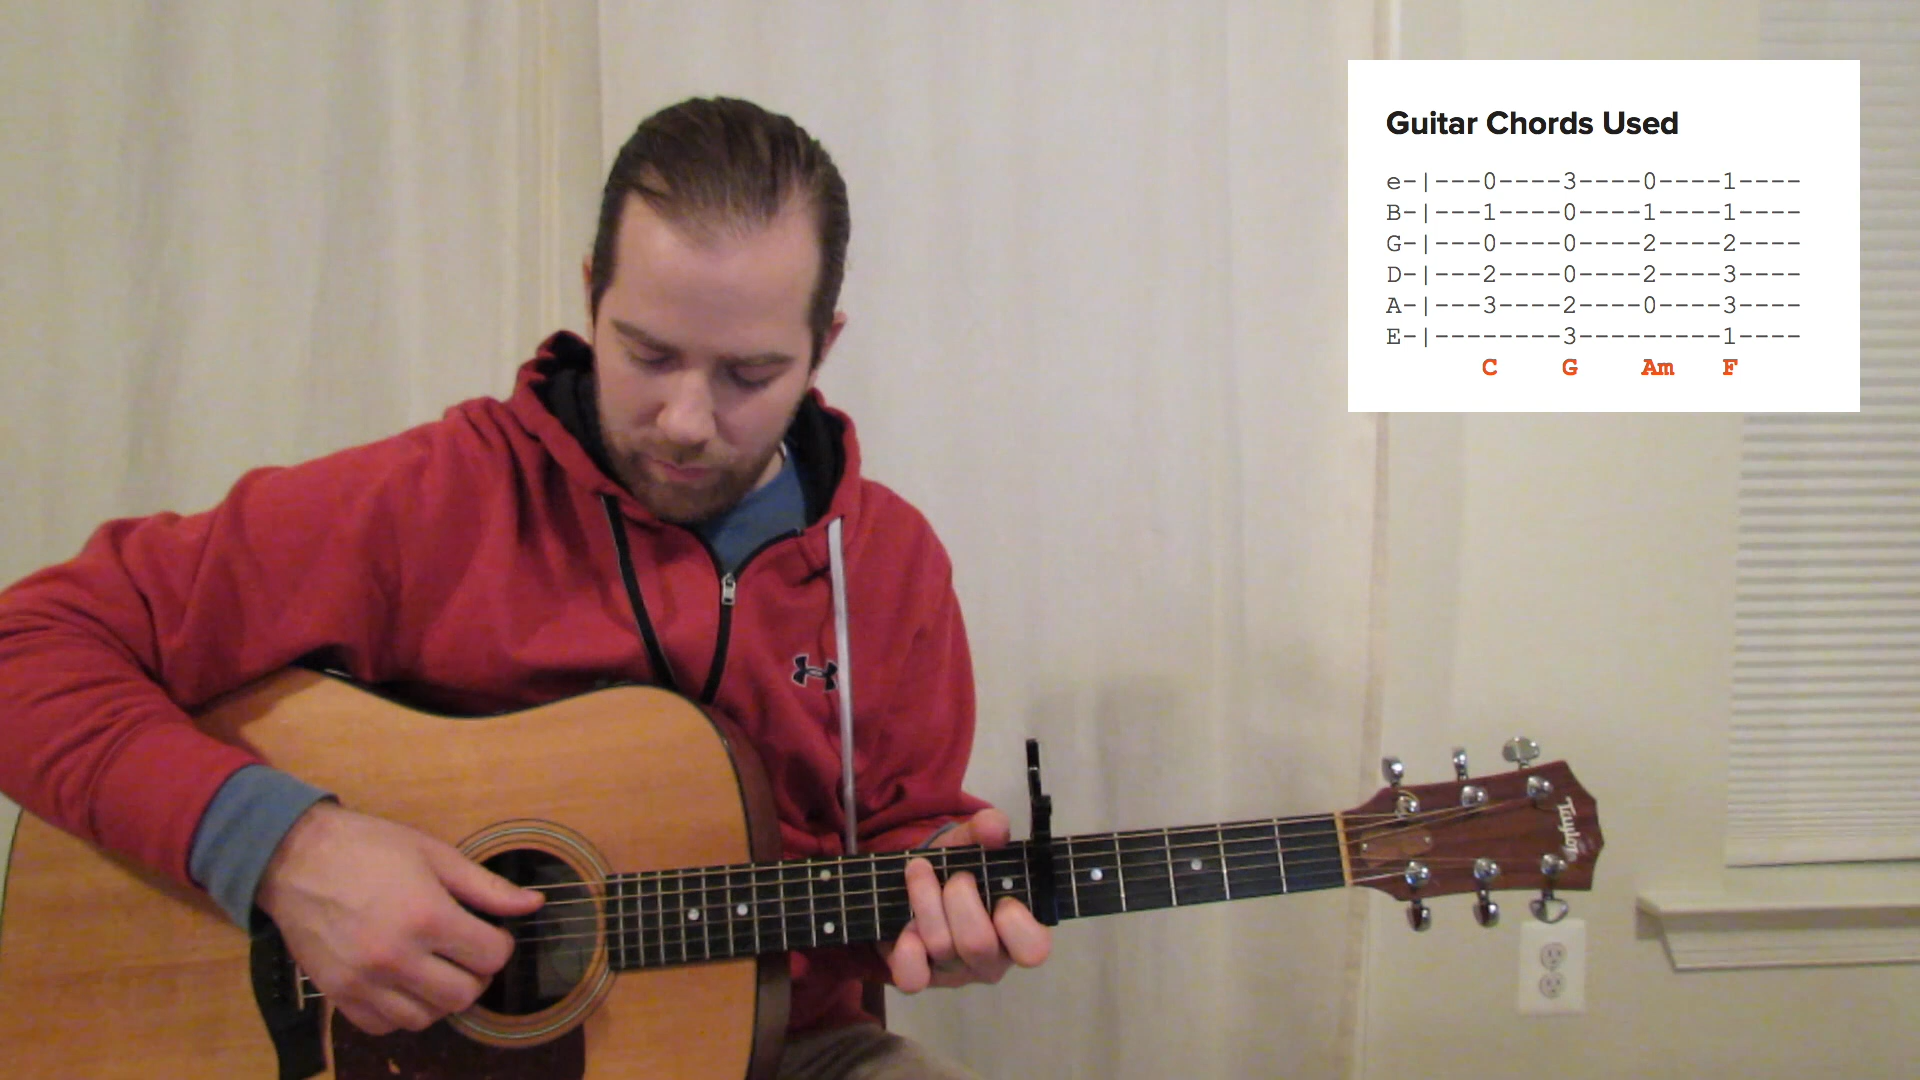 Guitar Chords Used
e-|---0----3----0----1----
B-|---1----0----1----1----
G-|---0----0----2----2----
D-|---2----0----2----3----
A-|---3----2----0----3----
E-|--------3---------1----
C G Am F
Taylor